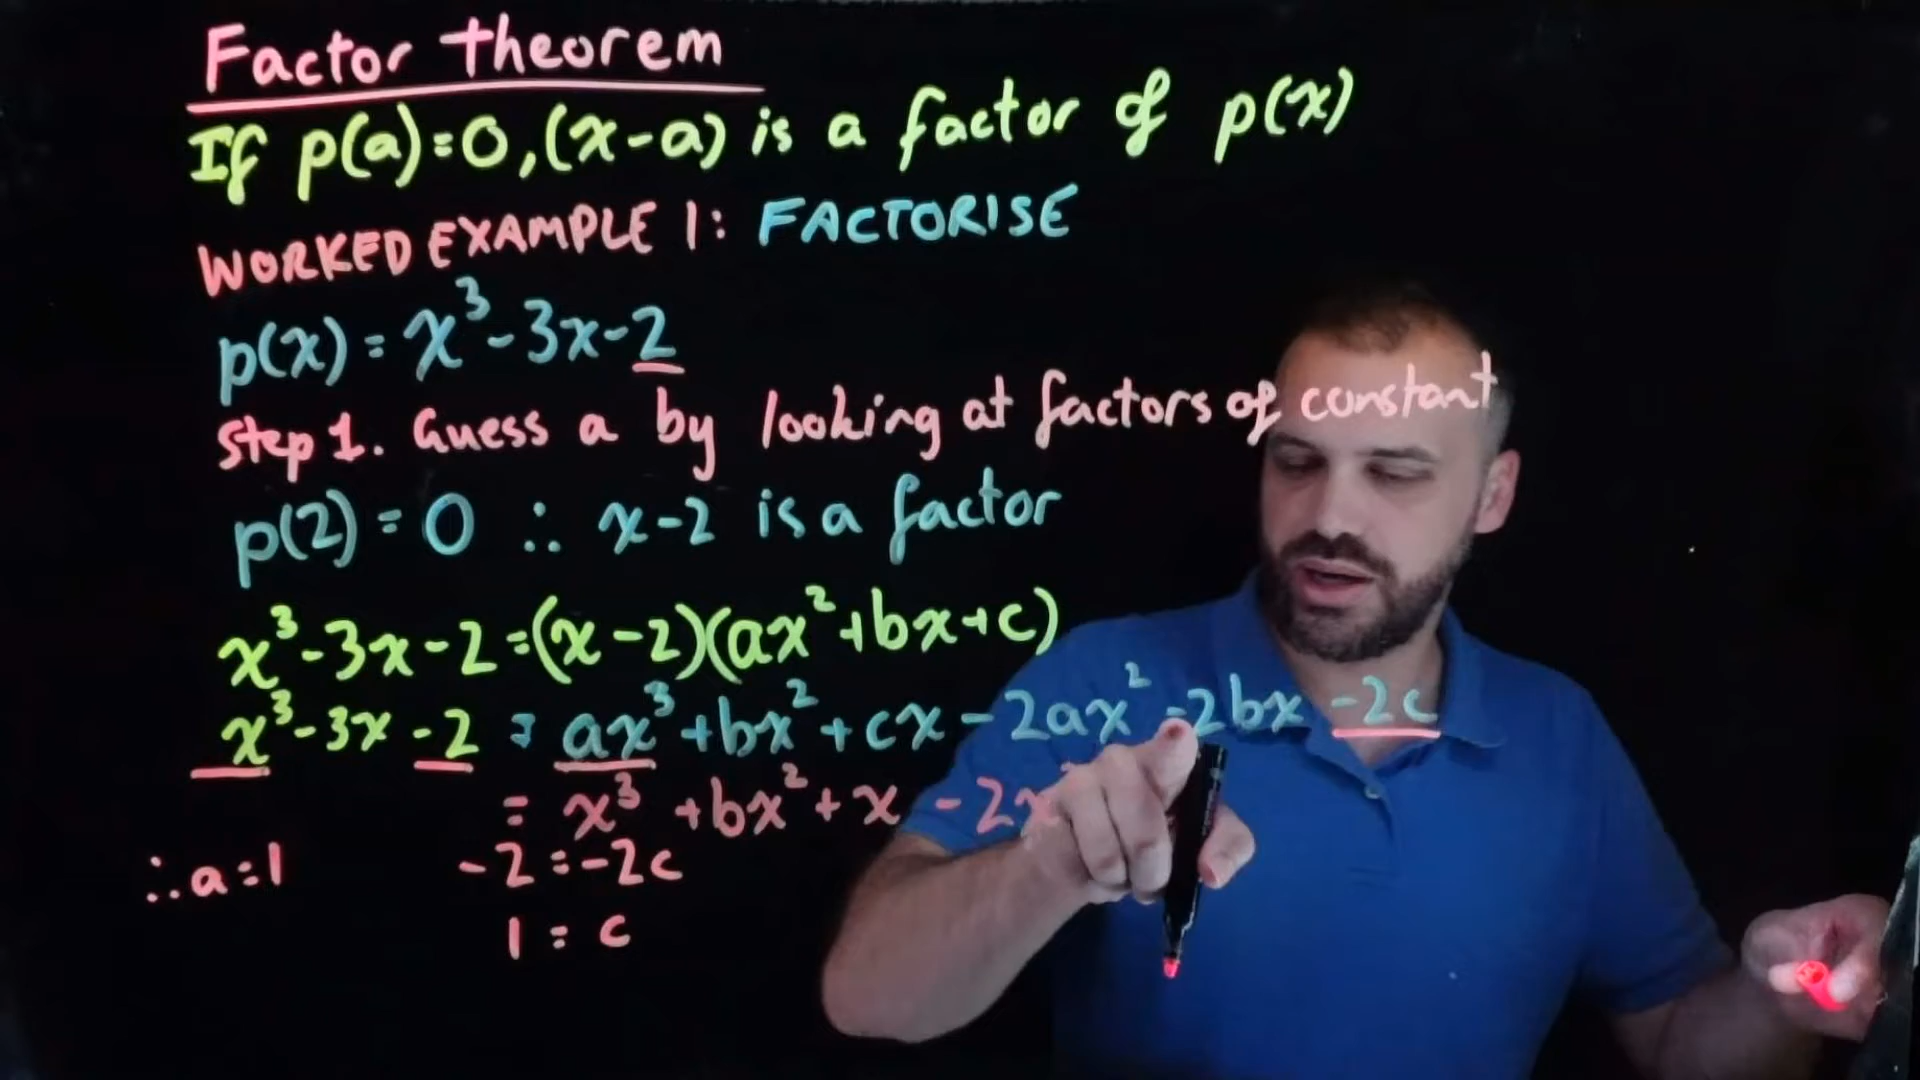 Factor theorem
If p(a)=0,(x-a) is a factor of p(x)
WORKED EXAMPLE 1: FACTORISE
p(x) = x³-3x-2
Step 1. Guess a by looking at factors of constant
p(2) = 0 ∴ x-2 is a factor
x³-3x-2=(x-2)(ax²+bx+c)
x³-3x-2 = ax³+bx²+cx-2ax²-2bx-2c
= x³+bx²+x-2x
∴a=1 -2=-2c
1=c